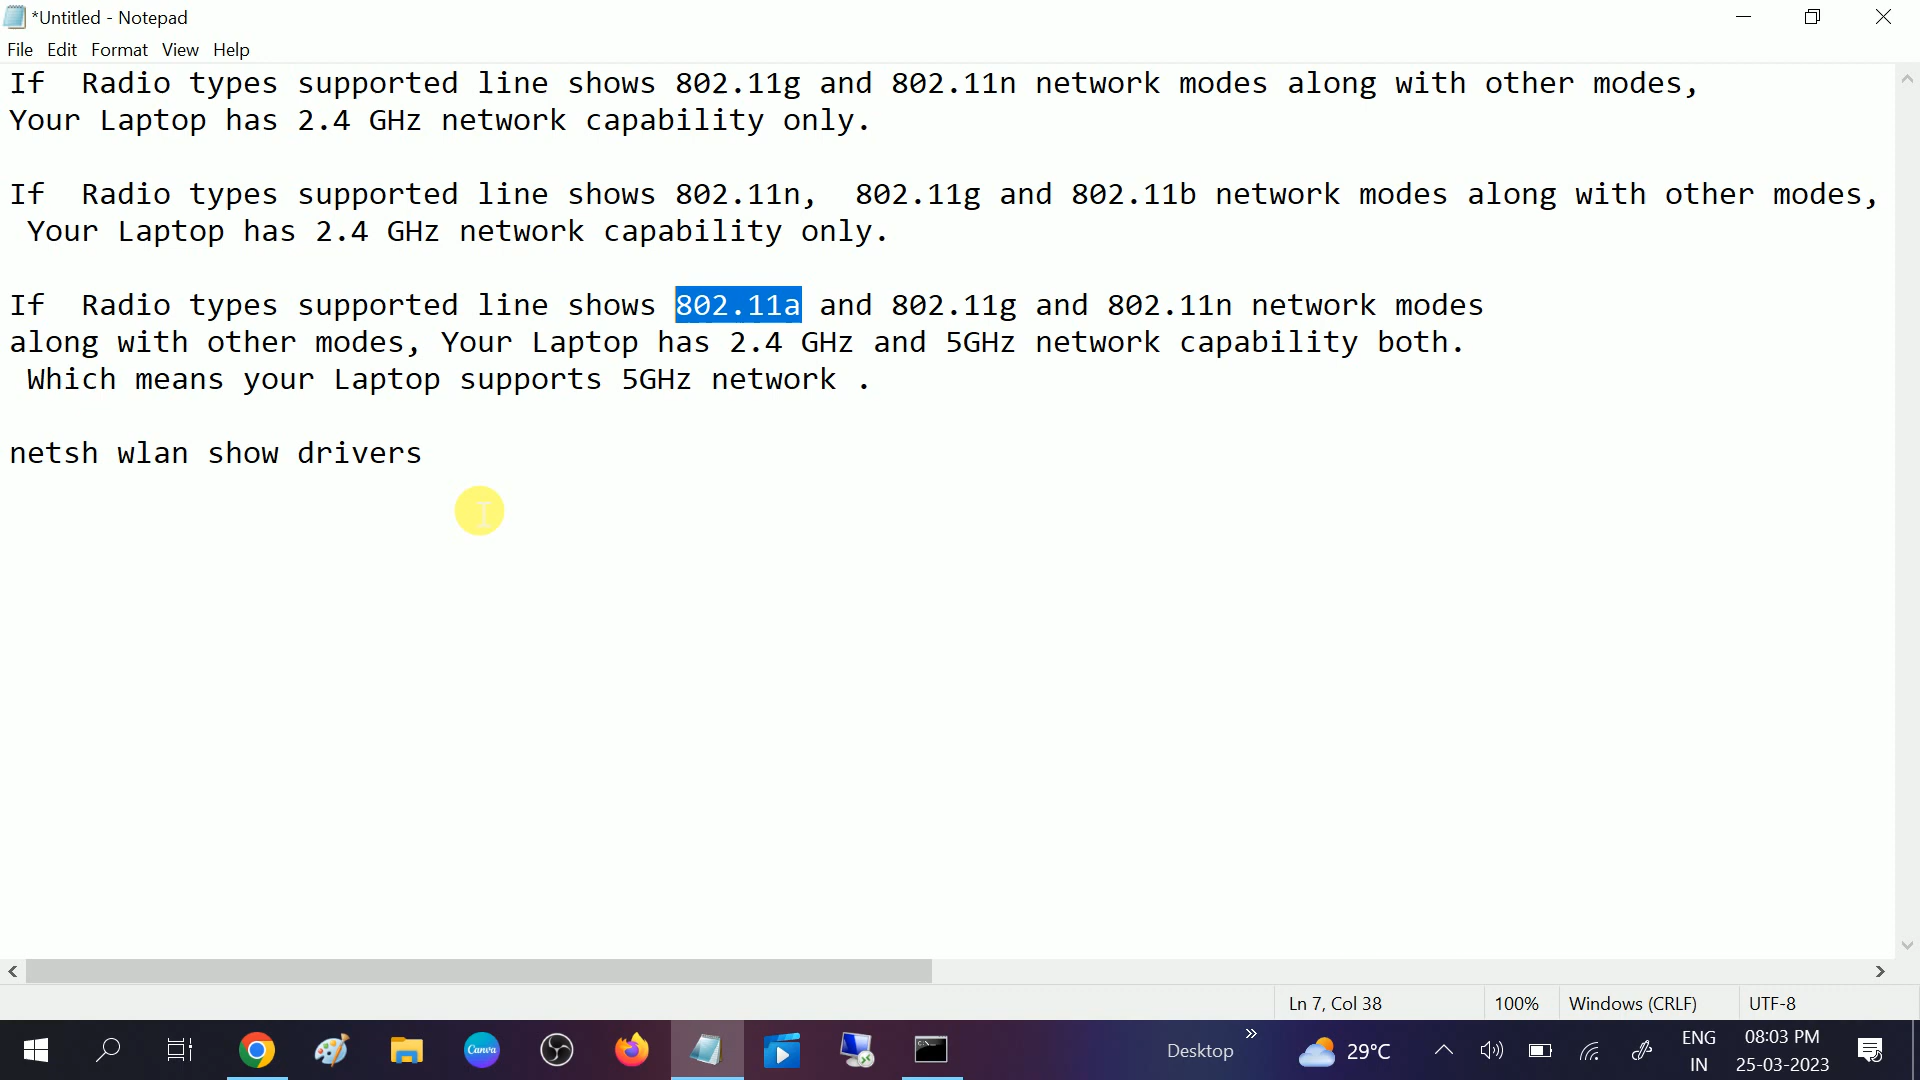 *Untitled - Notepad
File Edit Format View Help
If  Radio types supported line shows 802.11g and 802.11n network modes along with other modes,
Your Laptop has 2.4 GHz network capability only.
If  Radio types supported line shows 802.11n,  802.11g and 802.11b network modes along with other modes,
Your Laptop has 2.4 GHz network capability only.
If  Radio types supported line shows 802.11a and 802.11g and 802.11n network modes
along with other modes, Your Laptop has 2.4 GHz and 5GHz network capability both.
Which means your Laptop supports 5GHz network .
netsh wlan show drivers
Ln 7, Col 38 100% Windows (CRLF) UTF-8
Canva
Desktop
29°C
ENG
IN
08:03 PM
25-03-2023